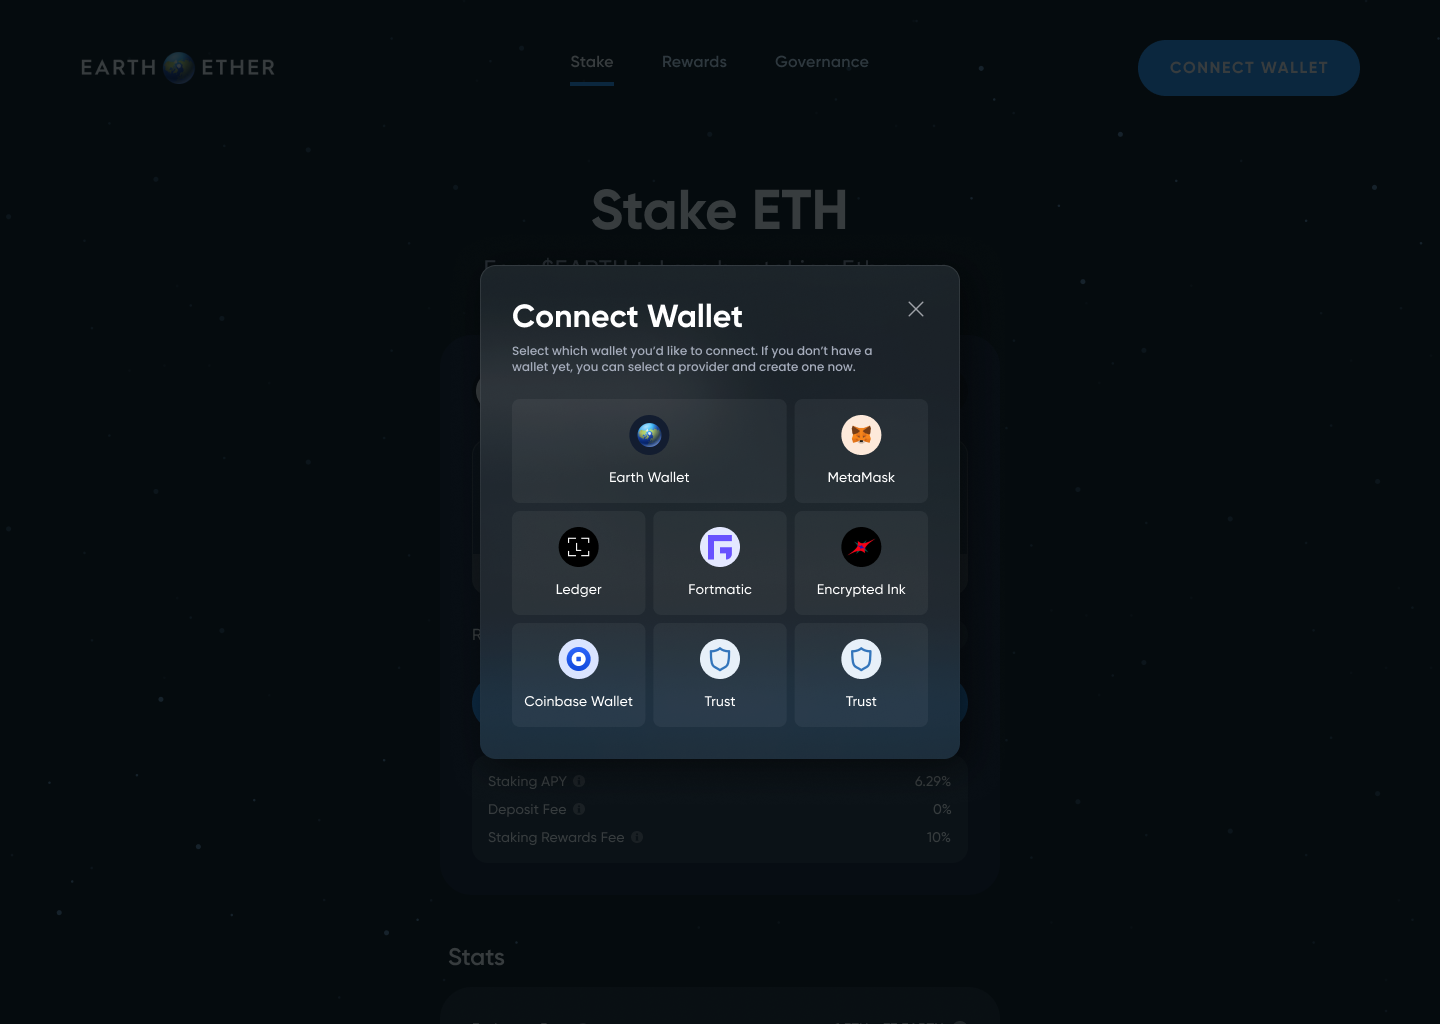 EARTH ETHER
Stake
Rewards
Governance
CONNECT WALLET
Stake ETH
Connect Wallet
Select which wallet you'd like to connect. If you don't have a
wallet yet, you can select a provider and create one now.
Earth Wallet
MetaMask
Ledger
Fortmatic
Encrypted Ink
Coinbase Wallet
Trust
Trust
Staking APY
6.29%
Deposit Fee
0%
Staking Rewards Fee
10%
Stats